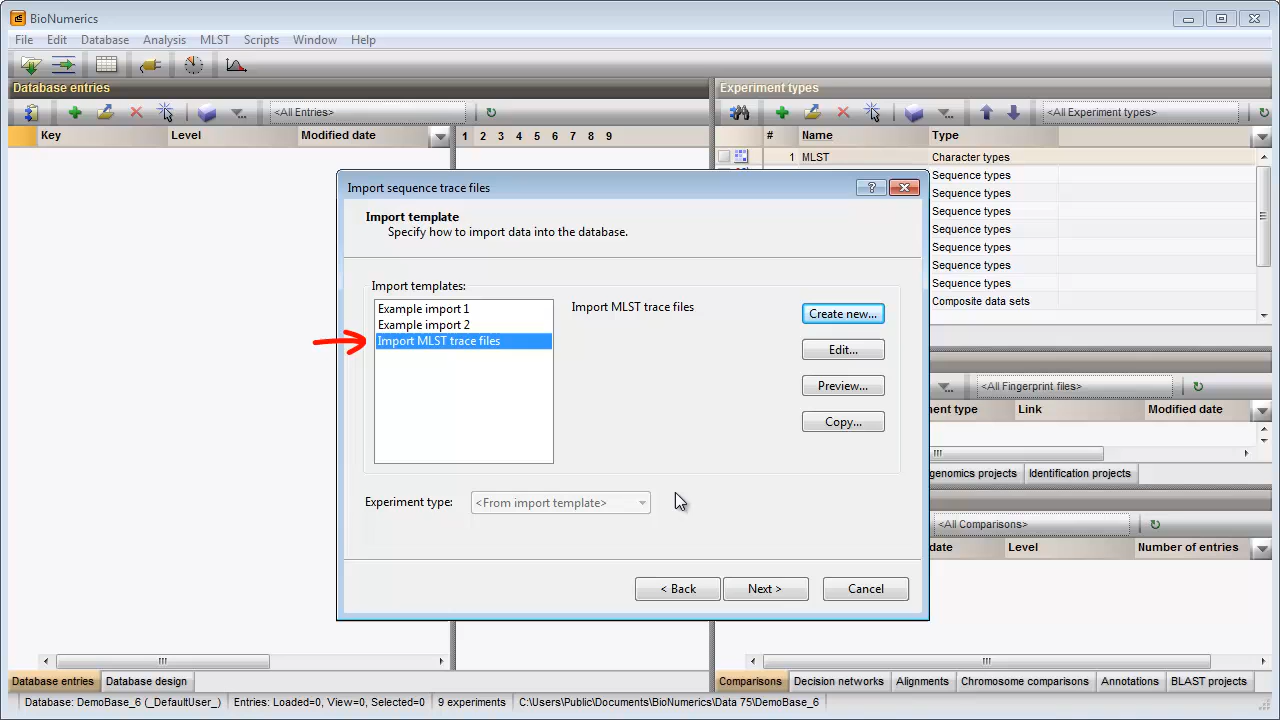 BioNumerics
File Edit Database Analysis MLST Scripts Window Help
Database entries
Experiment types
<All Entries>
<All Experiment types>
Key Level Modified date 1 2 3 4 5 6 7 8 9
# Name Type
1 MLST Character types
Sequence types
Sequence types
Sequence types
Sequence types
Sequence types
Sequence types
Sequence types
Composite data sets
Import sequence trace files
Import template
Specify how to import data into the database.
Import templates:
Example import 1
Example import 2
Import MLST trace files
Import MLST trace files
Create new...
Edit...
Preview...
Copy...
Experiment type: <From import template>
< Back Next > Cancel
<All Fingerprint files>
ent type Link Modified date
genomics projects Identification projects
<All Comparisons>
date Level Number of entries
Database entries Database design
Comparisons Decision networks Alignments Chromosome comparisons Annotations BLAST projects
Database: DemoBase_6 (_DefaultUser_) Entries: Loaded=0, View=0, Selected=0 9 experiments C:\Users\Public\Documents\BioNumerics\Data 75\DemoBase_6